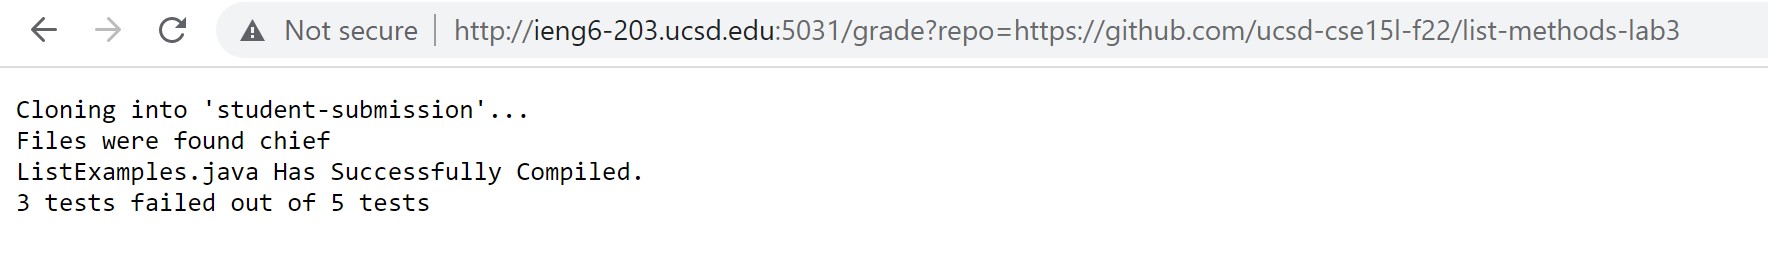 Not secure http://ieng6-203.ucsd.edu:5031/grade?repo=https://github.com/ucsd-cse15l-f22/list-methods-lab3
Cloning into 'student-submission'...
Files were found chief
ListExamples.java Has Successfully Compiled.
3 tests failed out of 5 tests